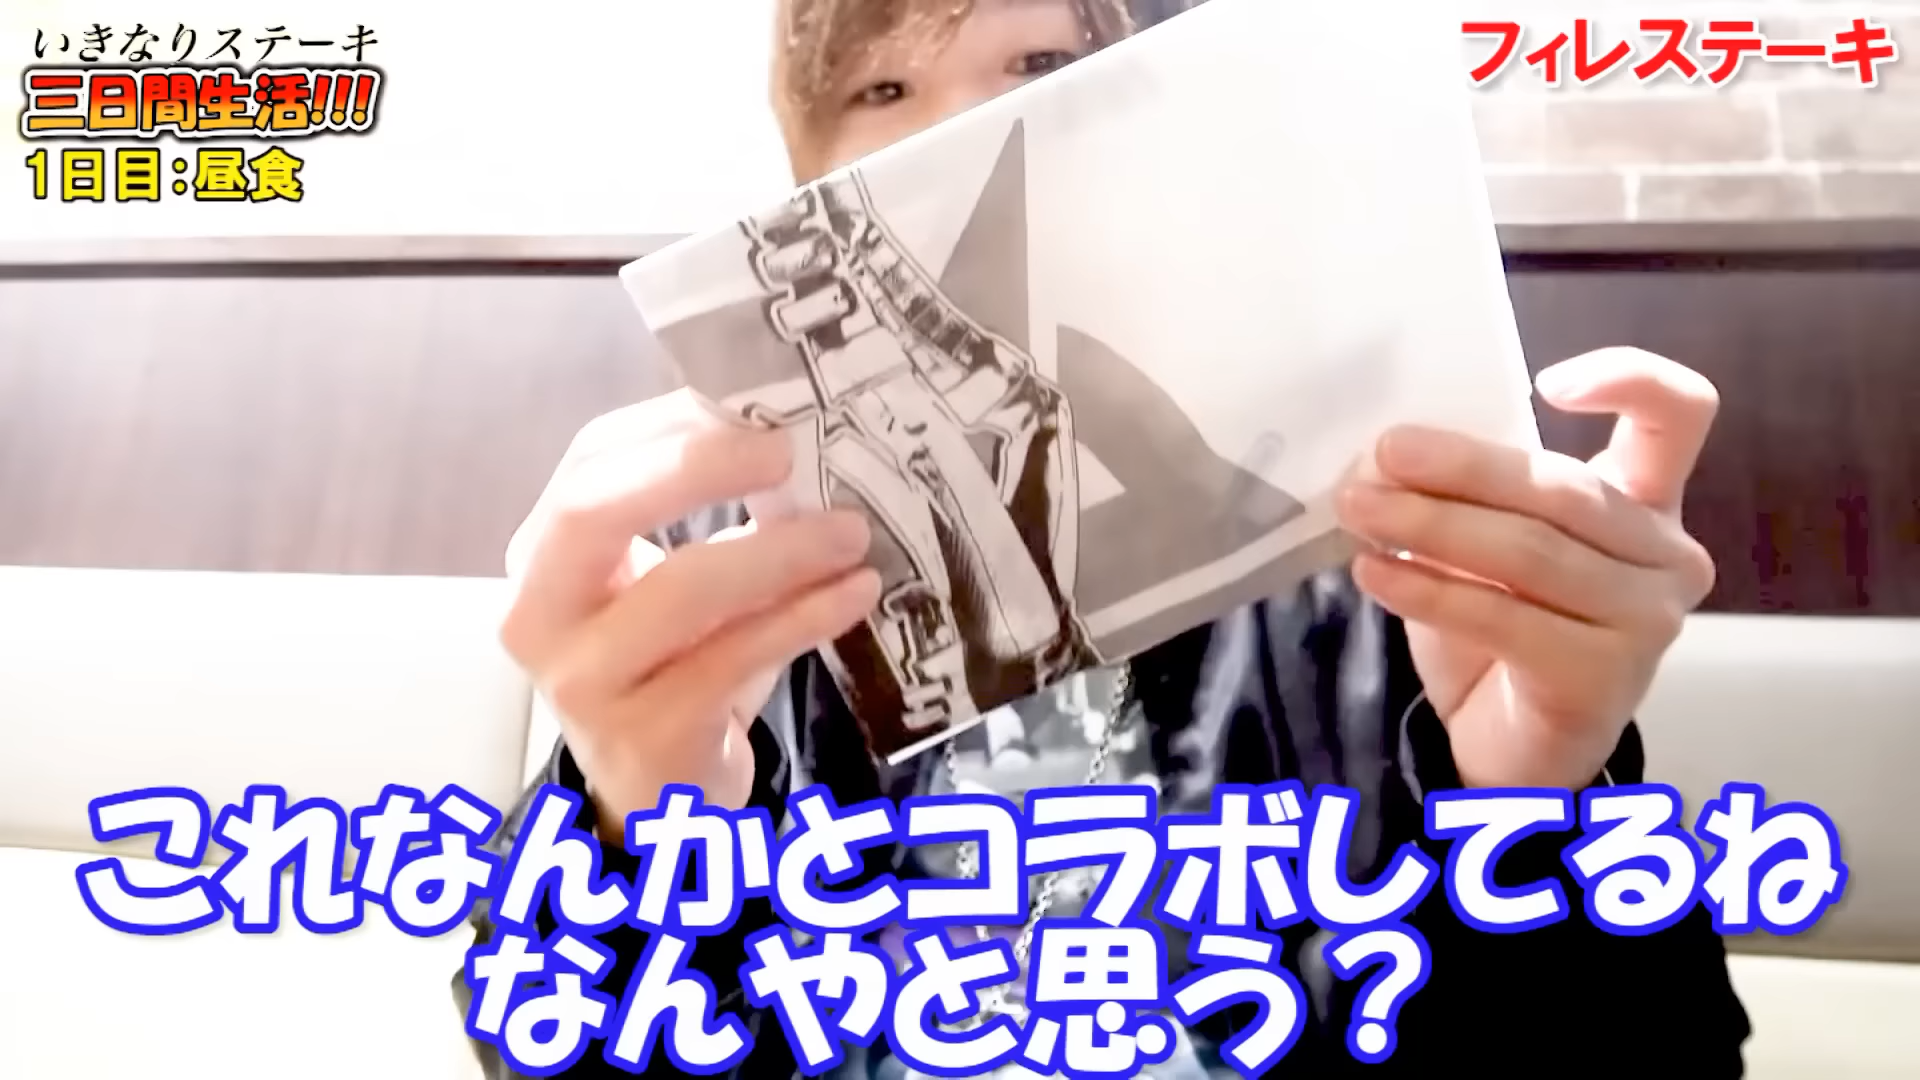 いきなりステーキ
三日間生活!!!
1日目：昼食
フィレステーキ
これなんかとコラボしてるね
なんやと思う？